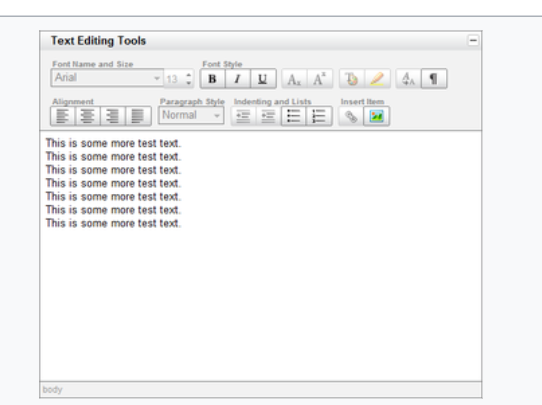 Text Editing Tools
Font Name and Size Font Style
Arial 13 B I U Ax Ax A A ¶
Alignment Paragraph Style Indenting and Lists Insert Item
Normal
This is some more test text.
This is some more test text.
This is some more test text.
This is some more test text.
This is some more test text.
This is some more test text.
This is some more test text.
body